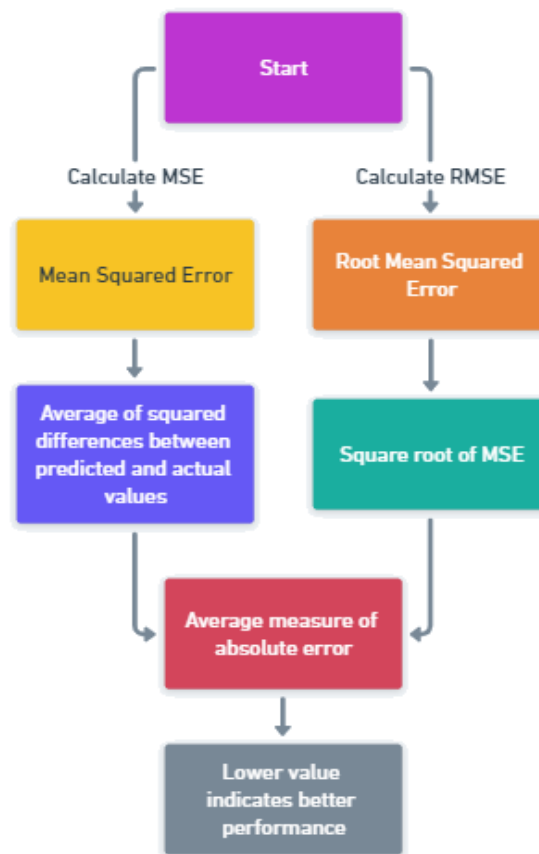 Start
Calculate MSE
Calculate RMSE
Mean Squared Error
Root Mean Squared
Error
Average of squared
differences between
predicted and actual
values
Square root of MSE
Average measure of
absolute error
Lower value
indicates better
performance